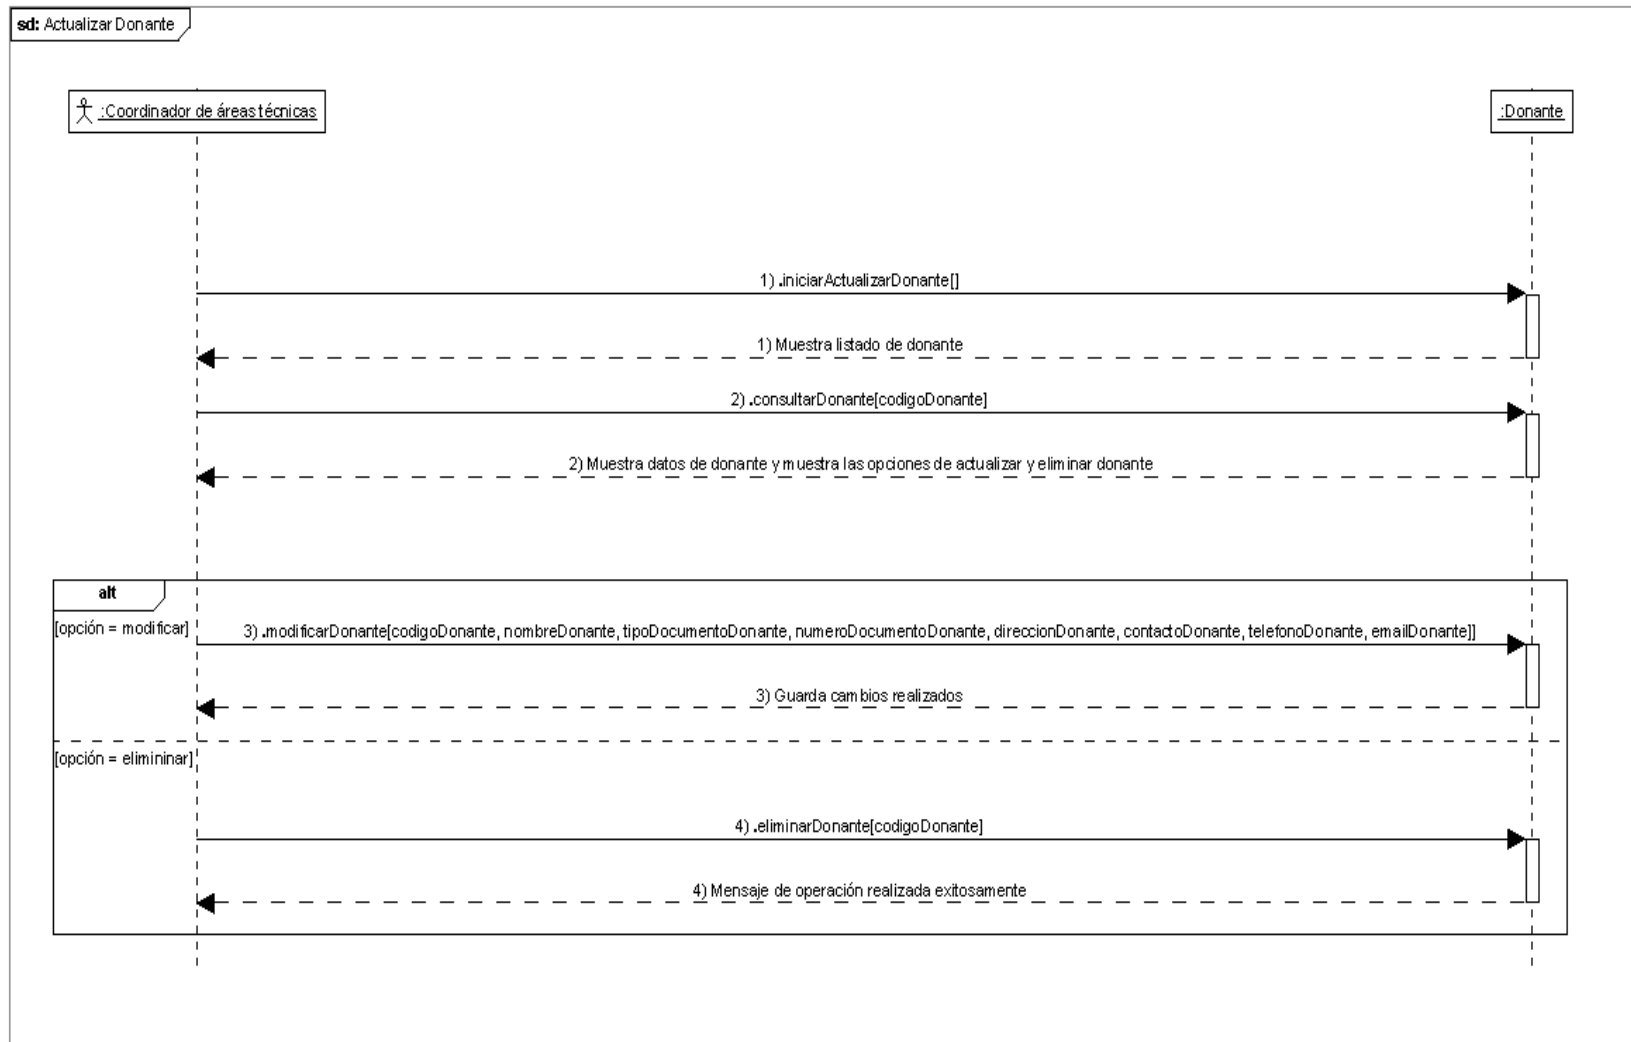 sd: Actualizar Donante
:Coordinador de áreas técnicas
:Donante
1) .iniciarActualizarDonante[]
1) Muestra listado de donante
2) .consultarDonante[codigoDonante]
2) Muestra datos de donante y muestra las opciones de actualizar y eliminar donante
alt
[opción = modificar]
3) .modificarDonante[codigoDonante, nombreDonante, tipoDocumentoDonante, numeroDocumentoDonante, direccionDonante, contactoDonante, telefonoDonante, emailDonante]]
3) Guarda cambios realizados
[opción = elimininar]
4) .eliminarDonante[codigoDonante]
4) Mensaje de operación realizada exitosamente